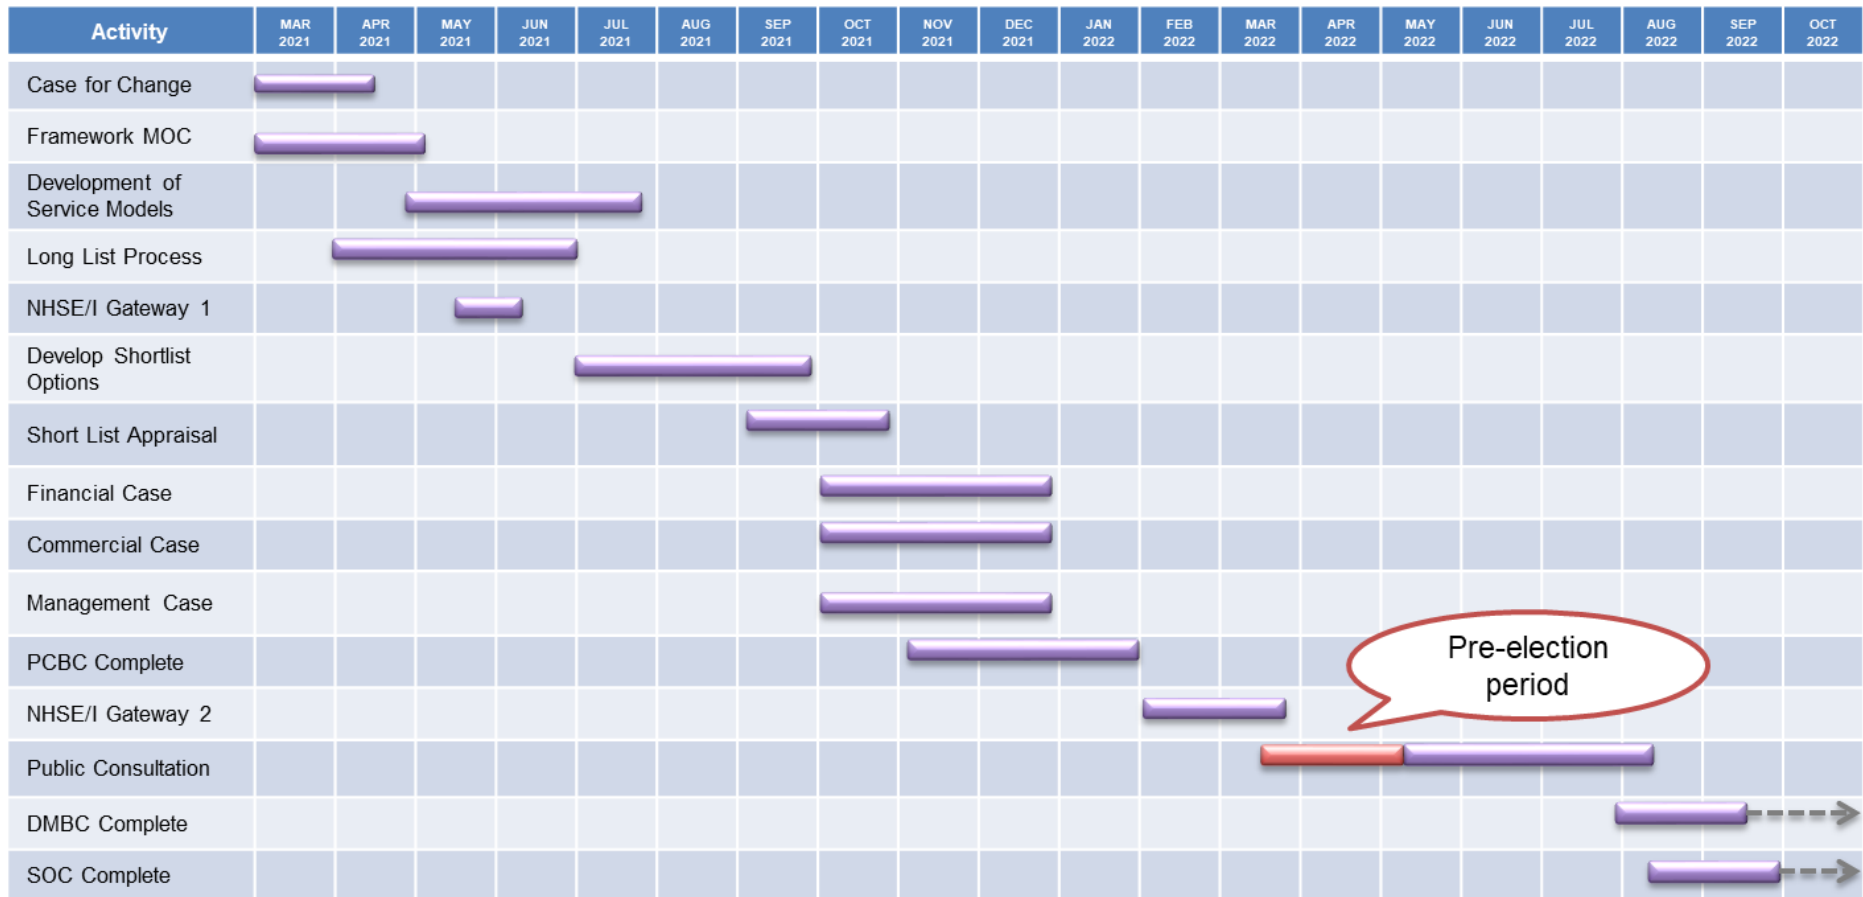 Activity
MAR
2021
APR
2021
MAY
2021
JUN
2021
JUL
2021
AUG
2021
SEP
2021
OCT
2021
NOV
2021
DEC
2021
JAN
2022
FEB
2022
MAR
2022
APR
2022
MAY
2022
JUN
2022
JUL
2022
AUG
2022
SEP
2022
OCT
2022
Case for Change
Framework MOC
Development of
Service Models
Long List Process
NHSE/I Gateway 1
Develop Shortlist
Options
Short List Appraisal
Financial Case
Commercial Case
Management Case
PCBC Complete
Pre-election
period
NHSE/I Gateway 2
Public Consultation
DMBC Complete
SOC Complete